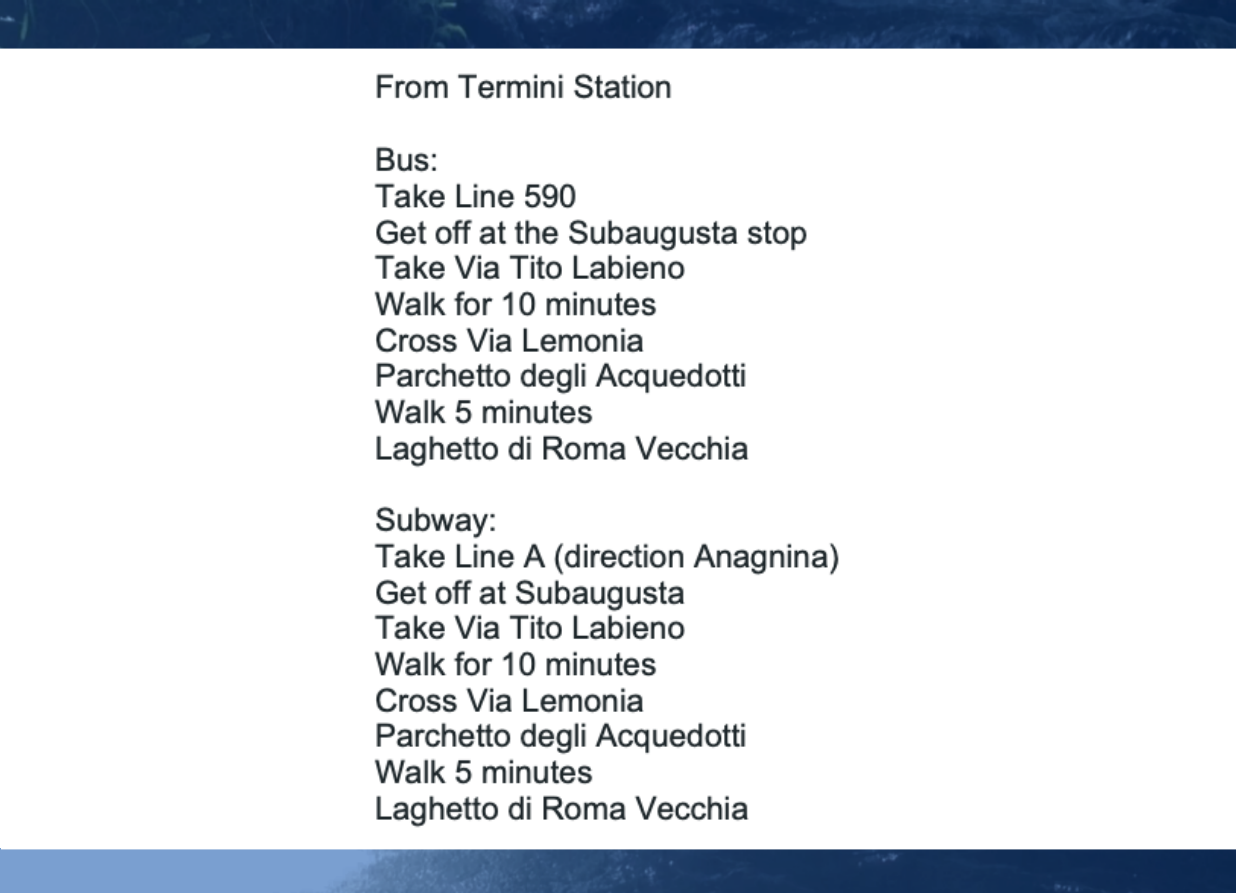 From Termini Station
Bus:
Take Line 590
Get off at the Subaugusta stop
Take Via Tito Labieno
Walk for 10 minutes
Cross Via Lemonia
Parchetto degli Acquedotti
Walk 5 minutes
Laghetto di Roma Vecchia
Subway:
Take Line A (direction Anagnina)
Get off at Subaugusta
Take Via Tito Labieno
Walk for 10 minutes
Cross Via Lemonia
Parchetto degli Acquedotti
Walk 5 minutes
Laghetto di Roma Vecchia